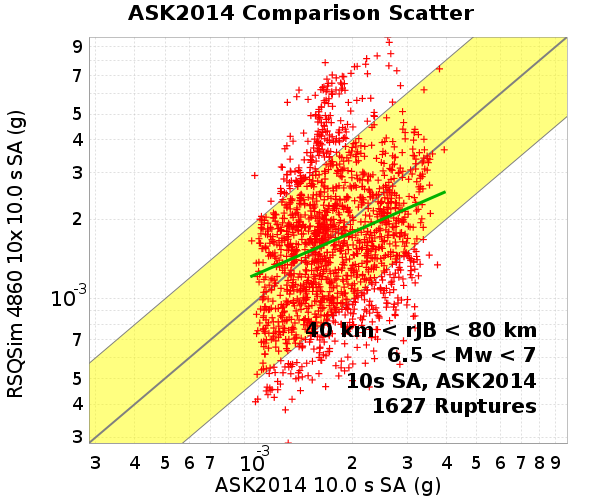 ASK2014 Comparison Scatter
RSQSim 4860 10x 10.0 s SA (g)
9
7
5
4
3
2
10-3
7
5
4
3
40 km < rJB < 80 km
6.5 < Mw < 7
10s SA, ASK2014
1627 Ruptures
3 4 5 6 7 10-3 2 3 4 5 6 7 8 9
ASK2014 10.0 s SA (g)